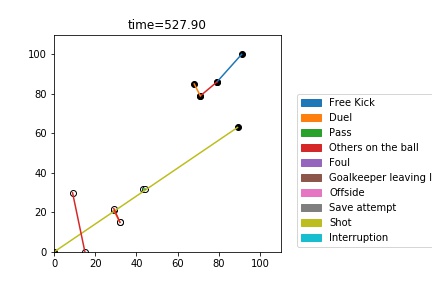 time=527.90
100
80
60
40
20
0
0 20 40 60 80 100
Free Kick
Duel
Pass
Others on the ball
Foul
Goalkeeper leaving l
Offside
Save attempt
Shot
Interruption